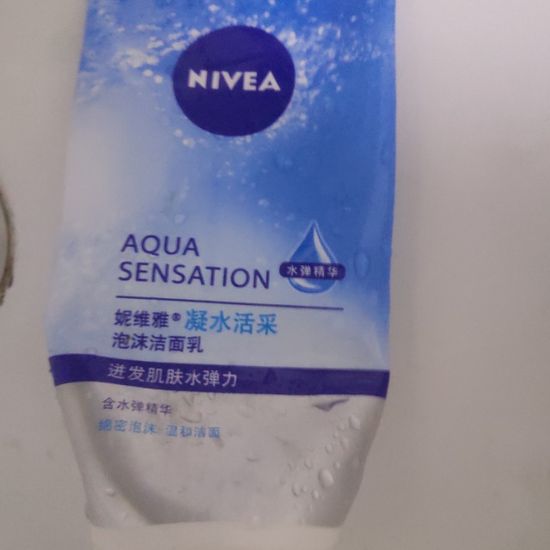 NIVEA
AQUA
SENSATION
水弹精华
妮维雅®凝水活采
泡沫洁面乳
迸发肌肤水弹力
含水弹精华
绵密泡沫 温和洁面